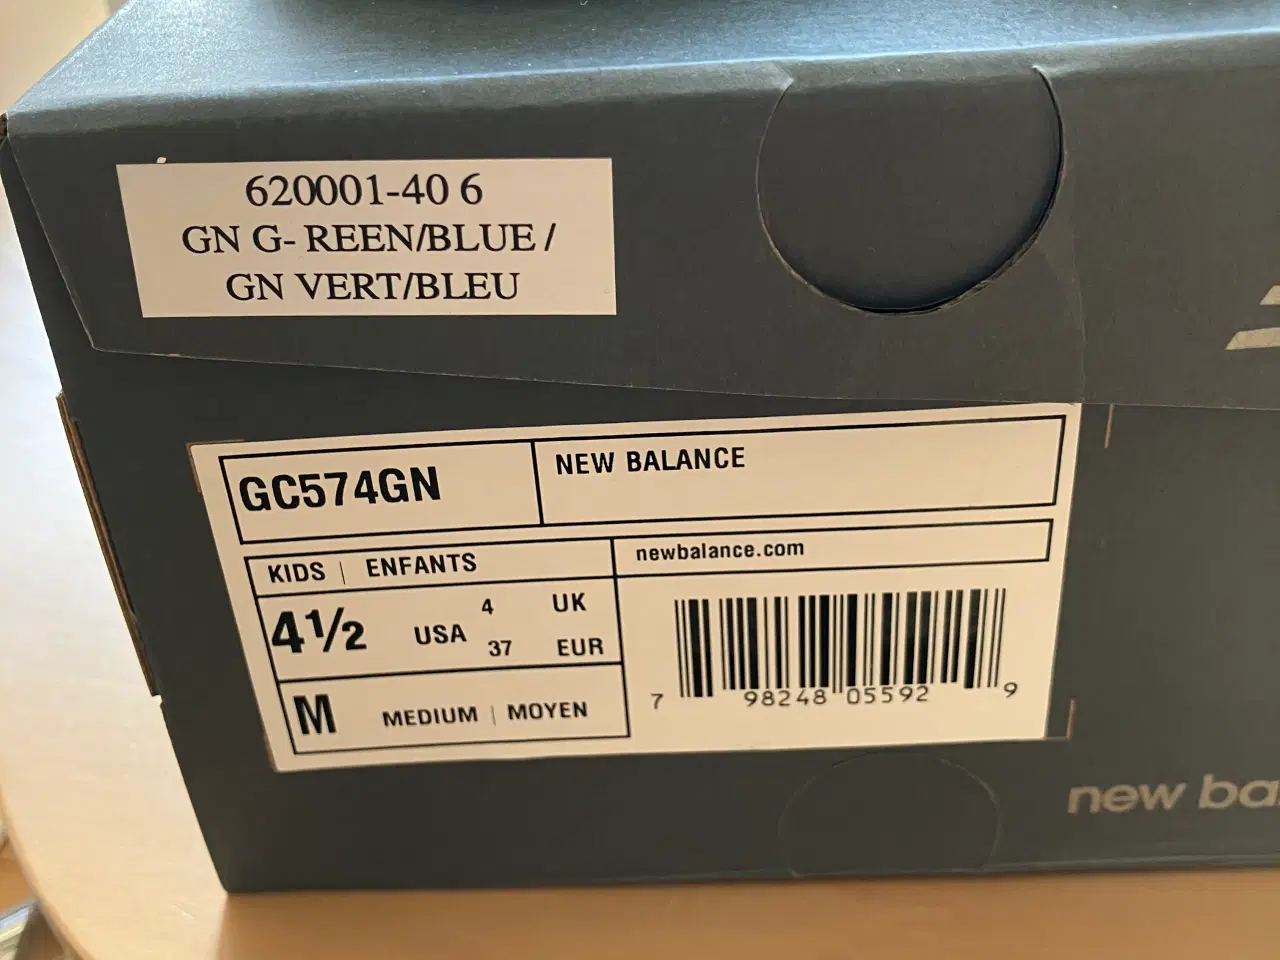 620001-40 6
GN G- REEN/BLUE /
GN VERT/BLEU
GC574GN
NEW BALANCE
KIDS | ENFANTS
newbalance.com
4½ USA 4 UK
37 EUR
M MEDIUM | MOYEN
7 98248 05592 9
new ba